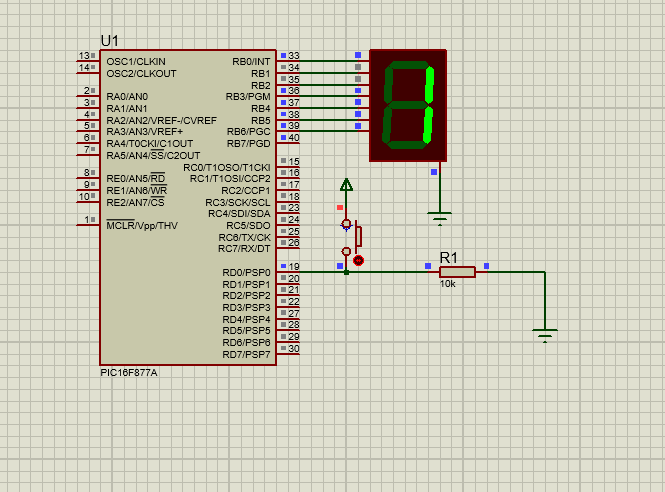 U1
13 OSC1/CLKIN RB0/INT 33
14 OSC2/CLKOUT RB1 34
RB2 35
2 RA0/AN0 RB3/PGM 36
3 RA1/AN1 RB4 37
4 RA2/AN2/VREF-/CVREF RB5 38
5 RA3/AN3/VREF+ RB6/PGC 39
6 RA4/T0CKI/C1OUT RB7/PGD 40
7 RA5/AN4/SS/C2OUT
RC0/T1OSO/T1CKI 15
8 RE0/AN5/RD RC1/T1OSI/CCP2 16
9 RE1/AN6/WR RC2/CCP1 17
10 RE2/AN7/CS RC3/SCK/SCL 18
RC4/SDI/SDA 23
1 MCLR/Vpp/THV RC5/SDO 24
RC6/TX/CK 25
RC7/RX/DT 26
RD0/PSP0 19
RD1/PSP1 20
RD2/PSP2 21
RD3/PSP3 22
RD4/PSP4 27
RD5/PSP5 28
RD6/PSP6 29
RD7/PSP7 30
PIC16F877A
R1
10k